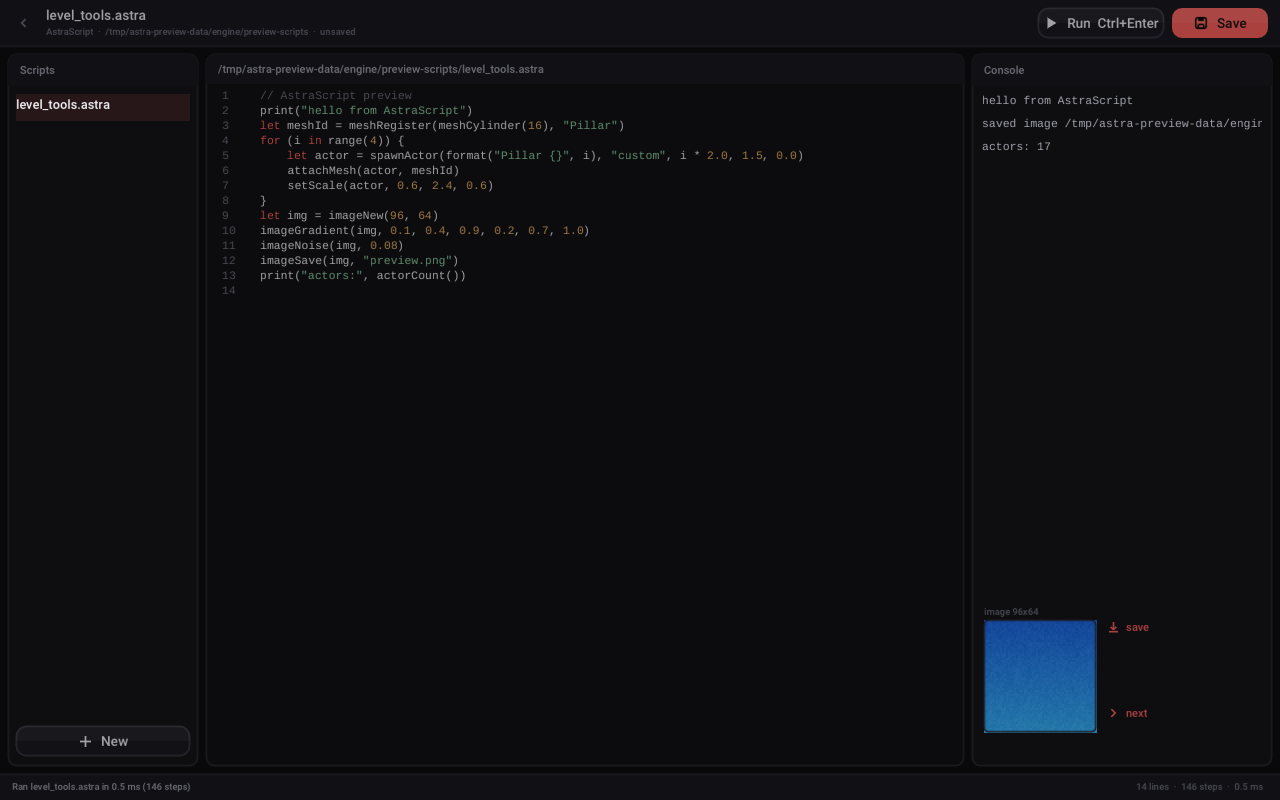 level_tools.astra
AstraScript · /tmp/astra-preview-data/engine/preview-scripts · unsaved
Run Ctrl+Enter
Save
Scripts
level_tools.astra
New
/tmp/astra-preview-data/engine/preview-scripts/level_tools.astra
1 // AstraScript preview
2 print("hello from AstraScript")
3 let meshId = meshRegister(meshCylinder(16), "Pillar")
4 for (i in range(4)) {
5     let actor = spawnActor(format("Pillar {}", i), "custom", i * 2.0, 1.5, 0.0)
6     attachMesh(actor, meshId)
7     setScale(actor, 0.6, 2.4, 0.6)
8 }
9 let img = imageNew(96, 64)
10 imageGradient(img, 0.1, 0.4, 0.9, 0.2, 0.7, 1.0)
11 imageNoise(img, 0.08)
12 imageSave(img, "preview.png")
13 print("actors:", actorCount())
14
Console
hello from AstraScript
saved image /tmp/astra-preview-data/engir
actors: 17
image 96x64
save
next
Ran level_tools.astra in 0.5 ms (146 steps)
14 lines · 146 steps · 0.5 ms